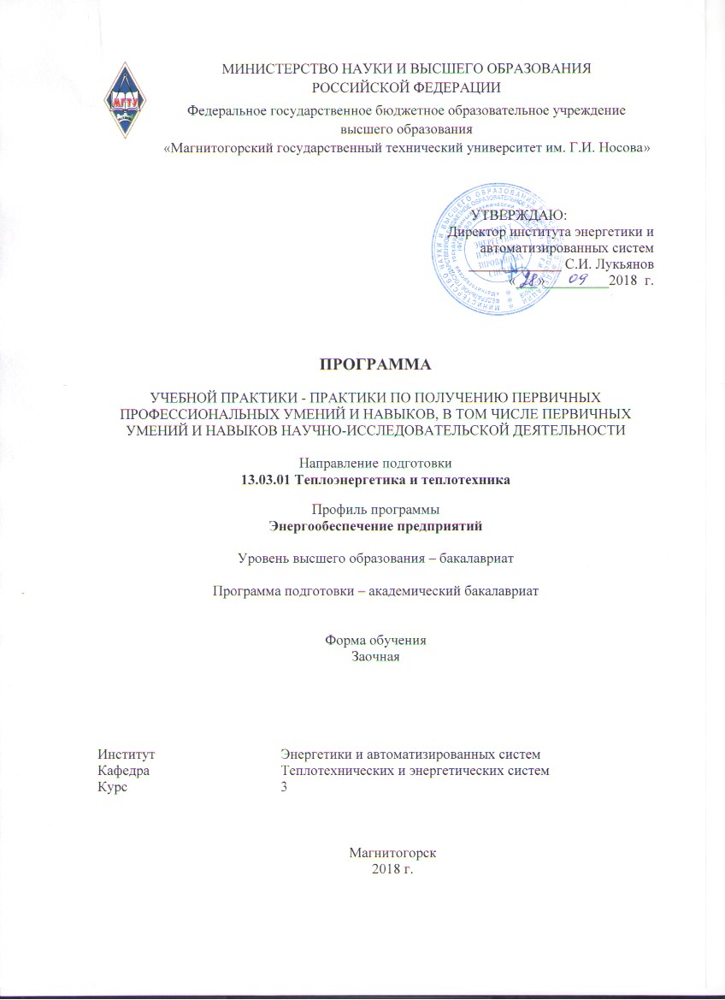 МГТУ
МИНИСТЕРСТВО НАУКИ И ВЫСШЕГО ОБРАЗОВАНИЯ
РОССИЙСКОЙ ФЕДЕРАЦИИ
Федеральное государственное бюджетное образовательное учреждение
высшего образования
«Магнитогорский государственный технический университет им. Г.И. Носова»
УТВЕРЖДАЮ:
Директор института энергетики и
автоматизированных систем
____________ С.И. Лукьянов
«28» 09 2018 г.
ПРОГРАММА
УЧЕБНОЙ ПРАКТИКИ - ПРАКТИКИ ПО ПОЛУЧЕНИЮ ПЕРВИЧНЫХ
ПРОФЕССИОНАЛЬНЫХ УМЕНИЙ И НАВЫКОВ, В ТОМ ЧИСЛЕ ПЕРВИЧНЫХ
УМЕНИЙ И НАВЫКОВ НАУЧНО-ИССЛЕДОВАТЕЛЬСКОЙ ДЕЯТЕЛЬНОСТИ
Направление подготовки
13.03.01 Теплоэнергетика и теплотехника
Профиль программы
Энергообеспечение предприятий
Уровень высшего образования – бакалавриат
Программа подготовки – академический бакалавриат
Форма обучения
Заочная
Институт Энергетики и автоматизированных систем
Кафедра Теплотехнических и энергетических систем
Курс 3
Магнитогорск
2018 г.